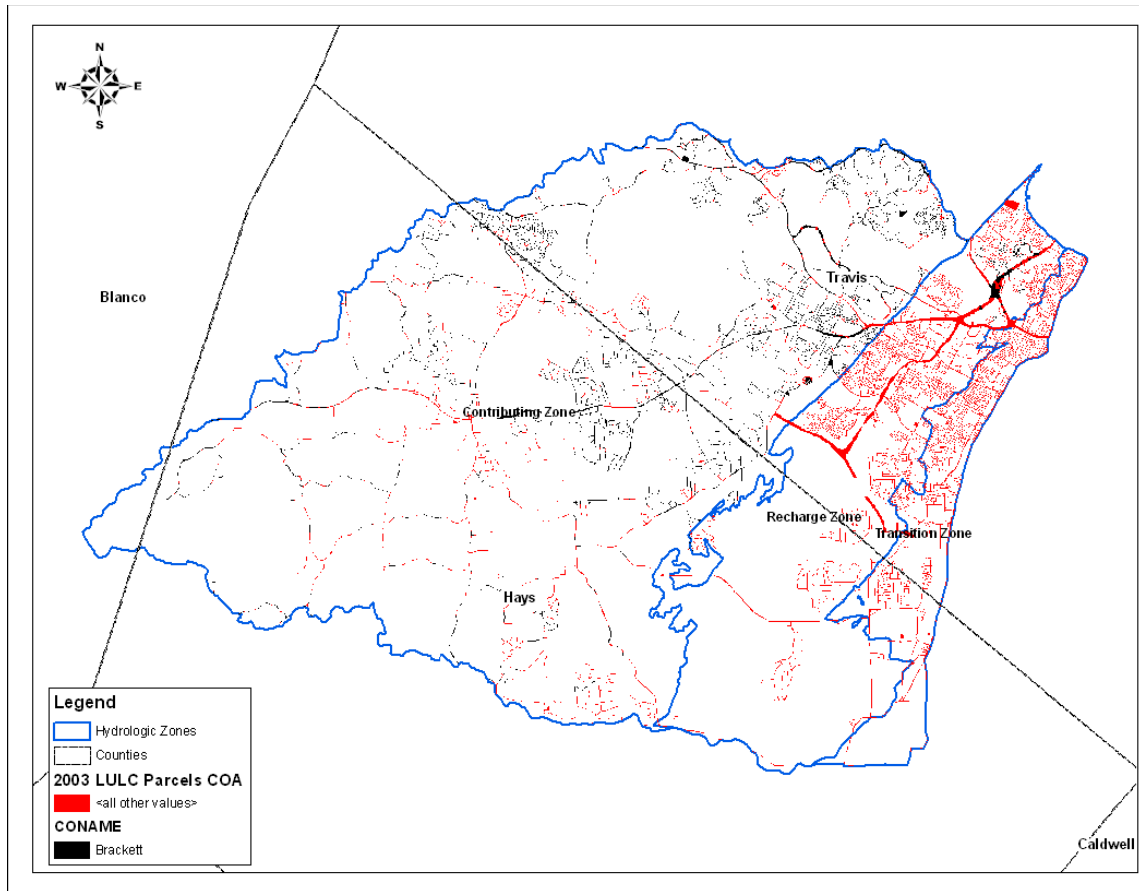 N
W E
S
Blanco
Travis
Contributing Zone
Recharge Zone
Transition Zone
Hays
Caldwell
Legend
Hydrologic Zones
Counties
2003 LULC Parcels COA
<all other values>
CONAME
Brackett